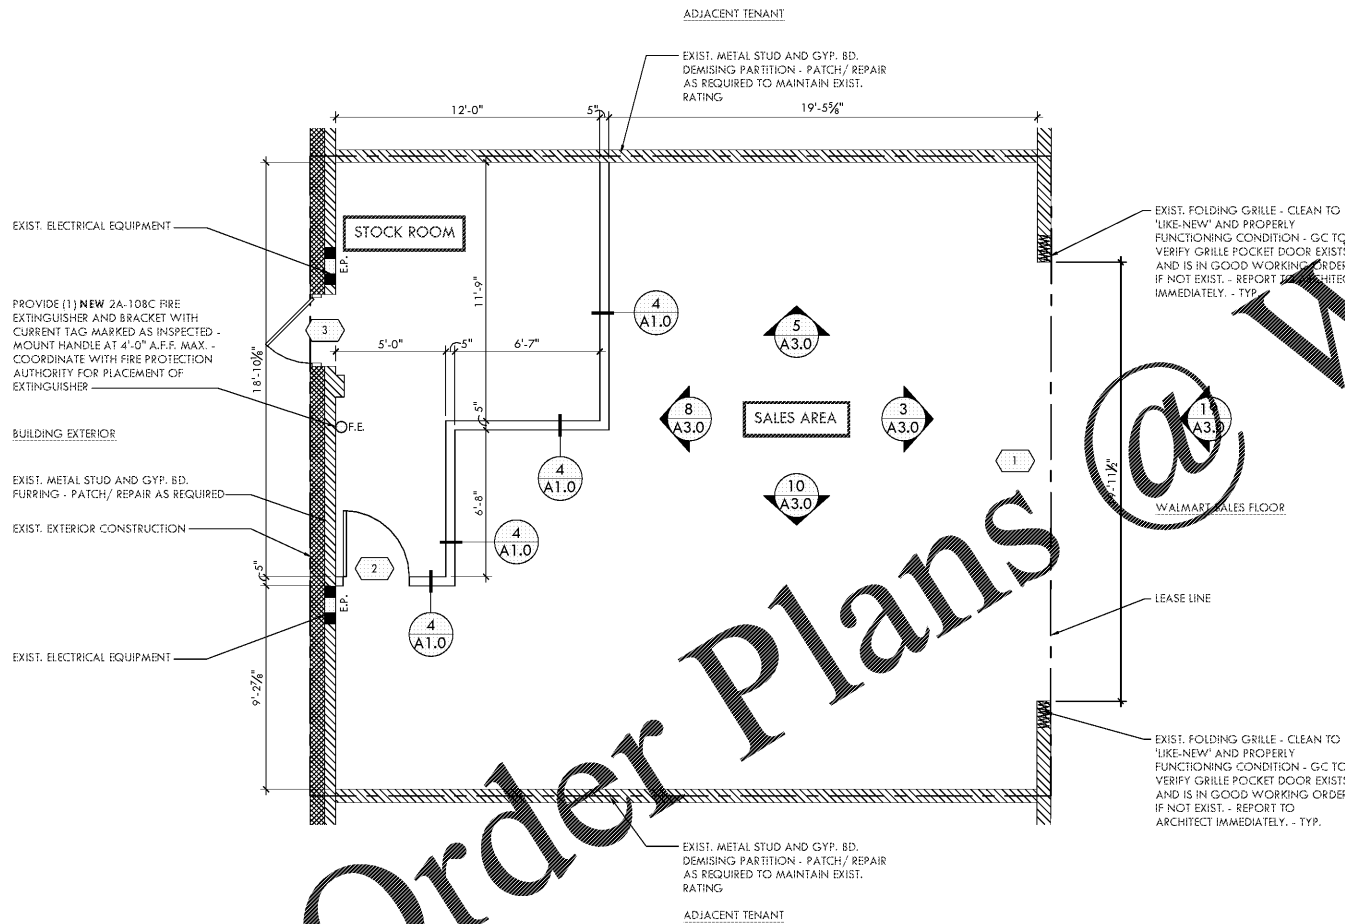 ADJACENT TENANT
EXIST. METAL STUD AND GYP. BD.
DEMISING PARTITION - PATCH/ REPAIR
AS REQUIRED TO MAINTAIN EXIST.
RATING
12'-0"
5"
19'-5⅝"
EXIST. ELECTRICAL EQUIPMENT
STOCK ROOM
E.P.
EXIST. FOLDING GRILLE - CLEAN TO
'LIKE-NEW' AND PROPERLY
FUNCTIONING CONDITION - GC TO
VERIFY GRILLE POCKET DOOR EXISTS
AND IS IN GOOD WORKING ORDER
IF NOT EXIST. - REPORT TO ARCHITEC
IMMEDIATELY. - TYP.
PROVIDE (1) NEW 2A-10BC FIRE
EXTINGUISHER AND BRACKET WITH
CURRENT TAG MARKED AS INSPECTED -
MOUNT HANDLE AT 4'-0" A.F.F. MAX. -
COORDINATE WITH FIRE PROTECTION
AUTHORITY FOR PLACEMENT OF
EXTINGUISHER
3
18'-10⅛"
11'-9"
4
A1.0
5
A3.0
5'-0"
5"
6'-7"
8
A3.0
SALES AREA
3
A3.0
A3.0
5"
F.E.
BUILDING EXTERIOR
1
4
A1.0
10
A3.0
EXIST. METAL STUD AND GYP. BD.
FURRING - PATCH/ REPAIR AS REQUIRED
6'-8"
WALMART SALES FLOOR
EXIST. EXTERIOR CONSTRUCTION
4
A1.0
5"
2
E.P.
LEASE LINE
4
A1.0
EXIST. ELECTRICAL EQUIPMENT
9'-2⅞"
EXIST. FOLDING GRILLE - CLEAN TO
'LIKE-NEW' AND PROPERLY
FUNCTIONING CONDITION - GC TO
VERIFY GRILLE POCKET DOOR EXISTS
AND IS IN GOOD WORKING ORDER
IF NOT EXIST. - REPORT TO
ARCHITECT IMMEDIATELY. - TYP.
EXIST. METAL STUD AND GYP. BD.
DEMISING PARTITION - PATCH/ REPAIR
AS REQUIRED TO MAINTAIN EXIST.
RATING
ADJACENT TENANT
Order Plans @ w